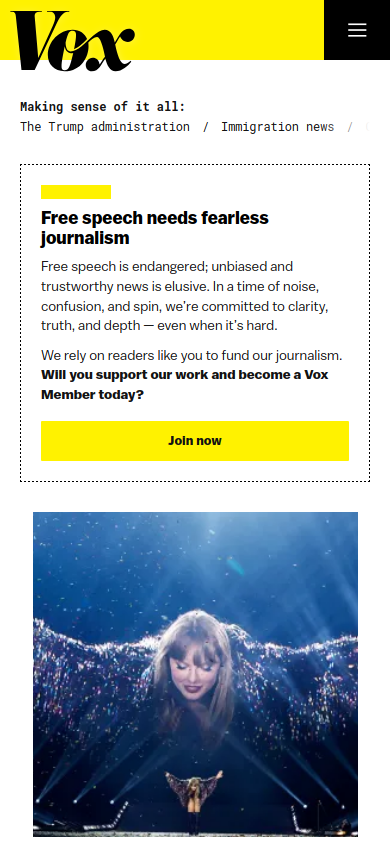 Vox
Making sense of it all:
The Trump administration / Immigration news /
Free speech needs fearless
journalism
Free speech is endangered; unbiased and
trustworthy news is elusive. In a time of noise,
confusion, and spin, we're committed to clarity,
truth, and depth — even when it's hard.
We rely on readers like you to fund our journalism.
Will you support our work and become a Vox
Member today?
Join now